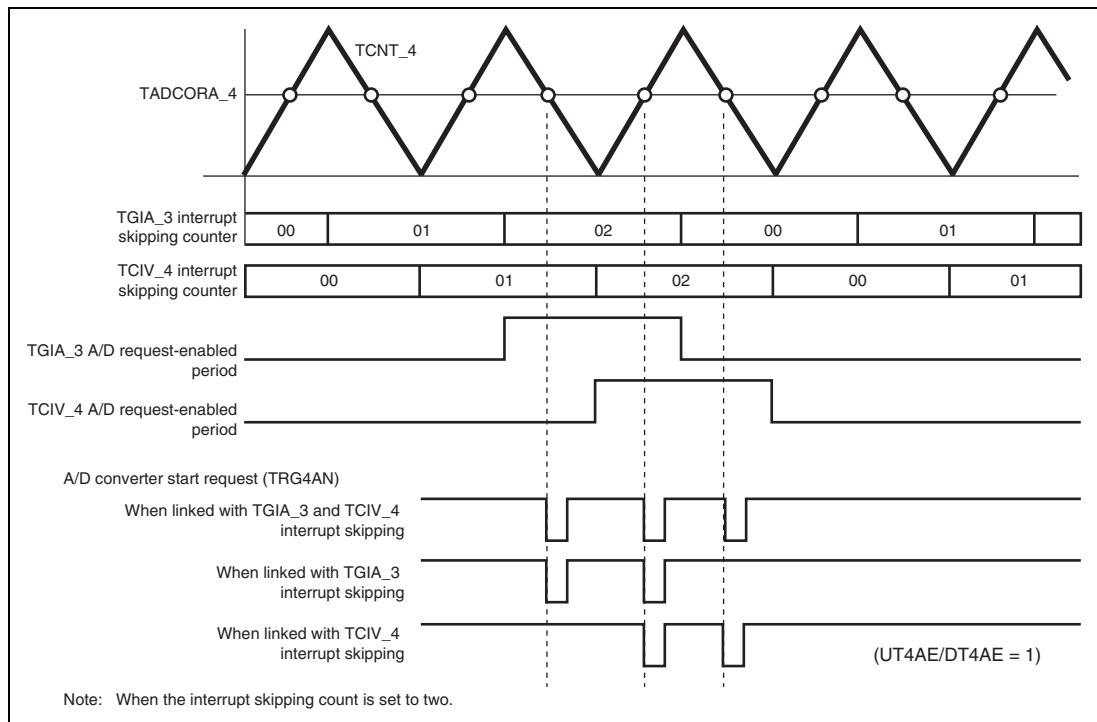 TCNT_4
TADCORA_4
TGIA_3 interrupt
skipping counter
00 01 02 00 01
TCIV_4 interrupt
skipping counter
00 01 02 00 01
TGIA_3 A/D request-enabled
period
TCIV_4 A/D request-enabled
period
A/D converter start request (TRG4AN)
When linked with TGIA_3 and TCIV_4
interrupt skipping
When linked with TGIA_3
interrupt skipping
When linked with TCIV_4
interrupt skipping
(UT4AE/DT4AE = 1)
Note: When the interrupt skipping count is set to two.